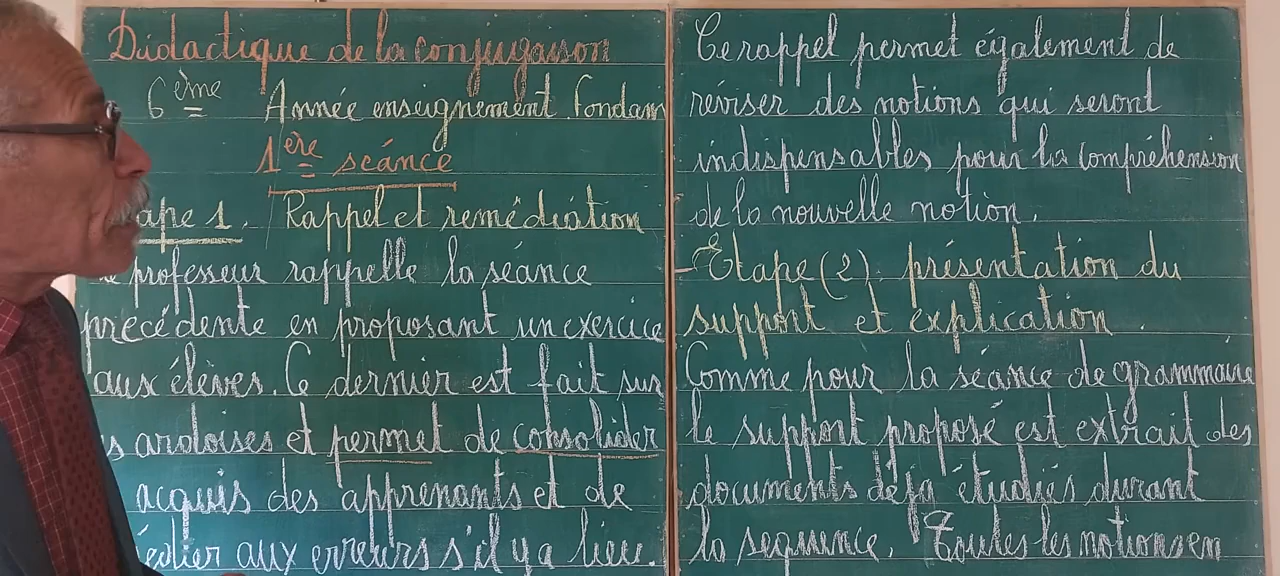 Didactique de la conjugaison
6ème Année enseignement. Fondam
1ère séance
ape 1. Rappel et remédiation
professeur rappelle la séance
précédente en proposant un exercice
aux élèves. Ce dernier est fait sur
s ardoises et permet de consolider
acquis des apprenants et de
édier aux erreurs s'il y a lieu.
Ce rappel permet également de
réviser des notions qui seront
indispensables pour la compréhension
de la nouvelle notion.
- Etape (2) présentation du
support et explication.
Comme pour la séance de grammaire
le support proposé est extrait des
documents déja étudiés durant
la sequence. Toutes les notions en